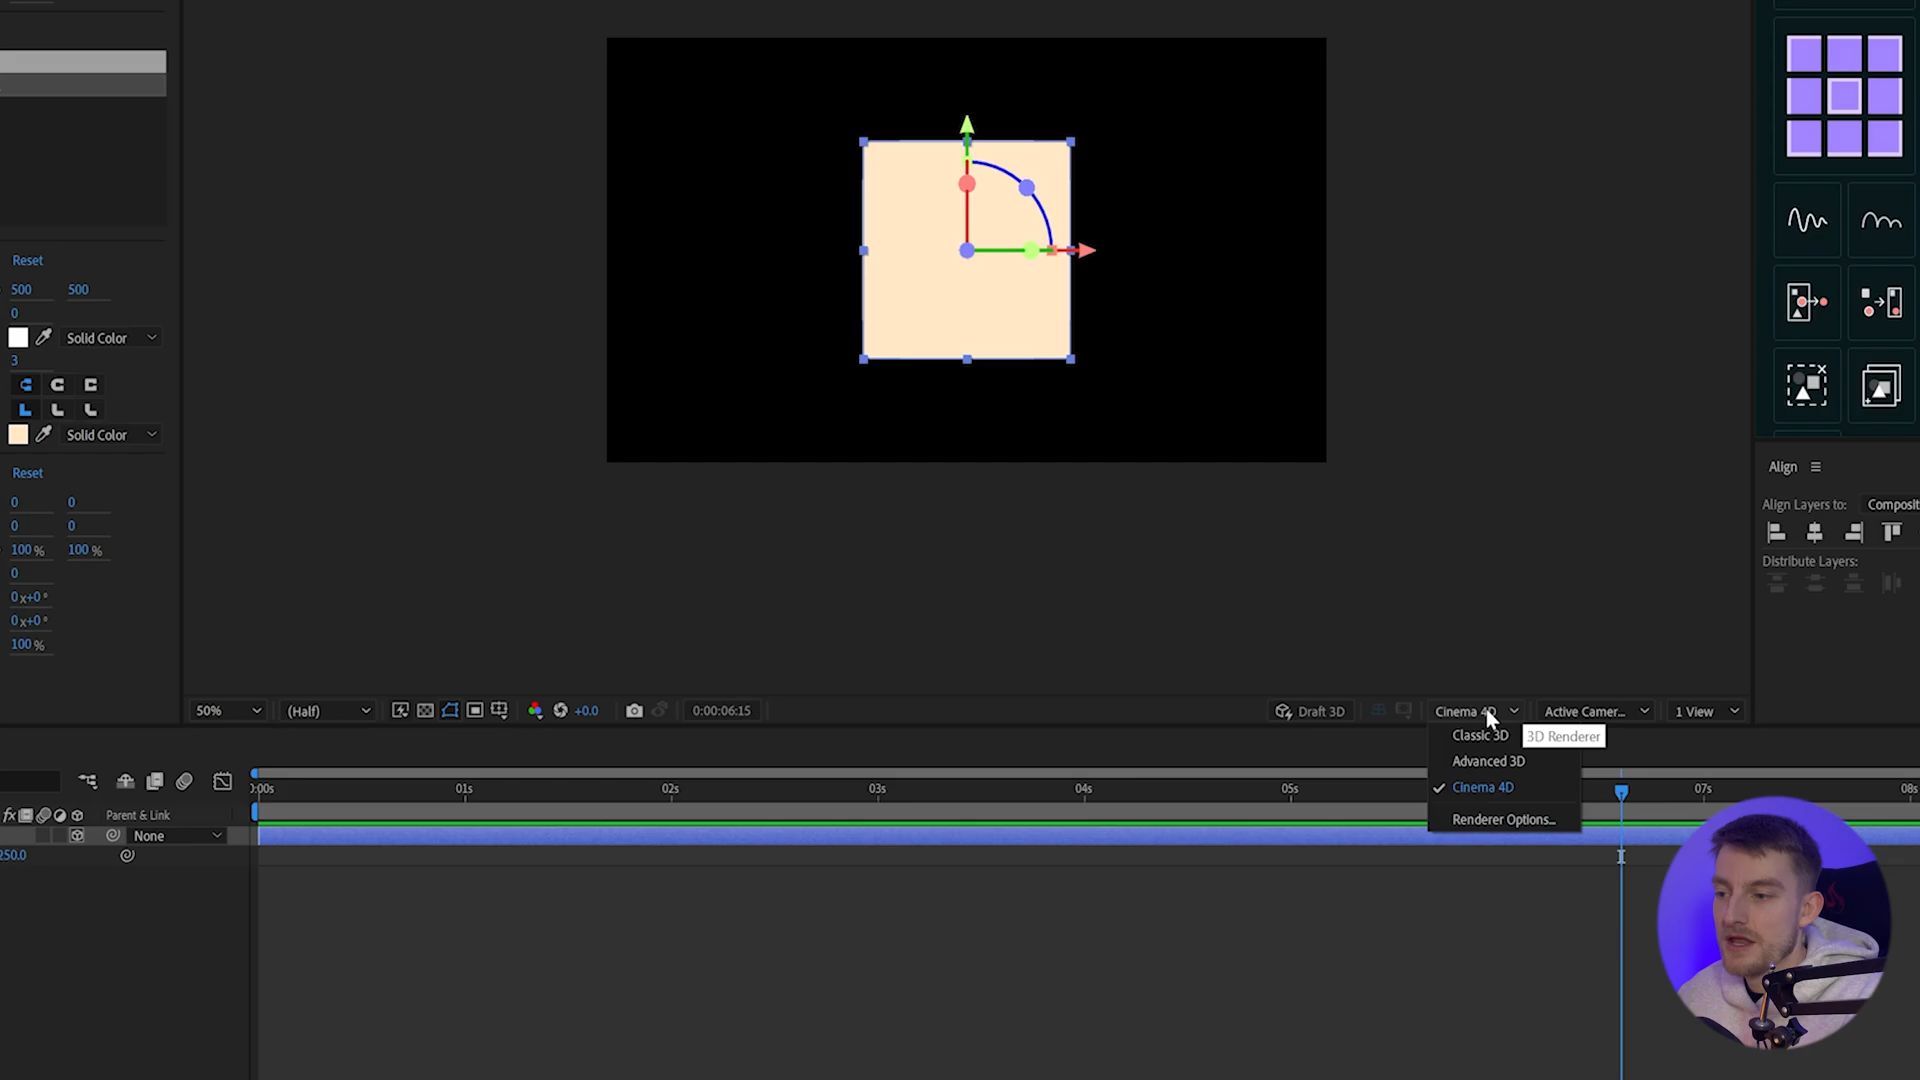 Reset
500 500
0
Solid Color
3
Solid Color
Reset
0 0
0 0
100 % 100 %
0
0x+0°
0x+0°
100 %
Align
Align Layers to: Composit
Distribute Layers:
50% (Half) +0.0 0:00:06:15 Draft 3D Cinema 4D Active Camer... 1 View
Classic 3D
3D Renderer
Advanced 3D
Cinema 4D
Renderer Options...
0:00s 01s 02s 03s 04s 05s 07s 08s
fx Parent & Link
None
250.0